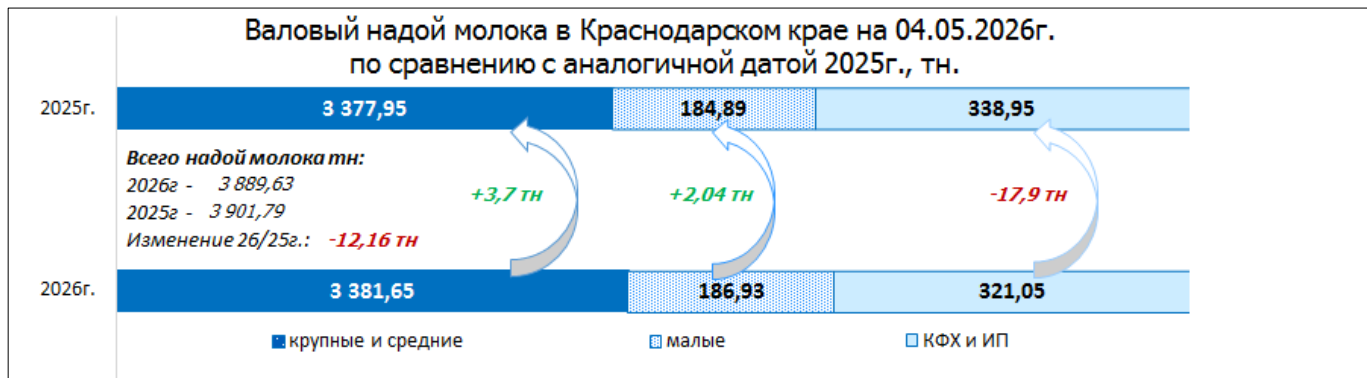 Валовый надой молока в Краснодарском крае на 04.05.2026г.
по сравнению с аналогичной датой 2025г., тн.
2025г.
3 377,95
184,89
338,95
Всего надой молока тн:
2026г - 3 889,63
2025г - 3 901,79
Изменение 26/25г.: -12,16 тн
+3,7 тн
+2,04 тн
-17,9 тн
2026г.
3 381,65
186,93
321,05
крупные и средние
малые
КФХ и ИП